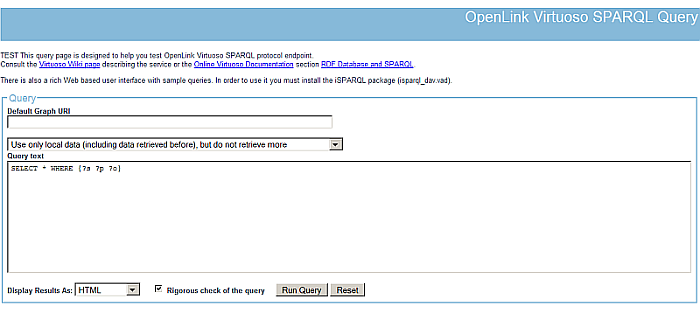 OpenLink Virtuoso SPARQL Query
TEST This query page is designed to help you test OpenLink Virtuoso SPARQL protocol endpoint.
Consult the Virtuoso Wiki page describing the service or the Online Virtuoso Documentation section RDF Database and SPARQL.
There is also a rich Web based user interface with sample queries. In order to use it you must install the iSPARQL package (isparql_dav.vad).
Query
Default Graph URI
Use only local data (including data retrieved before), but do not retrieve more
Query text
SELECT * WHERE {?s ?p ?o}
Display Results As: HTML Rigorous check of the query Run Query Reset